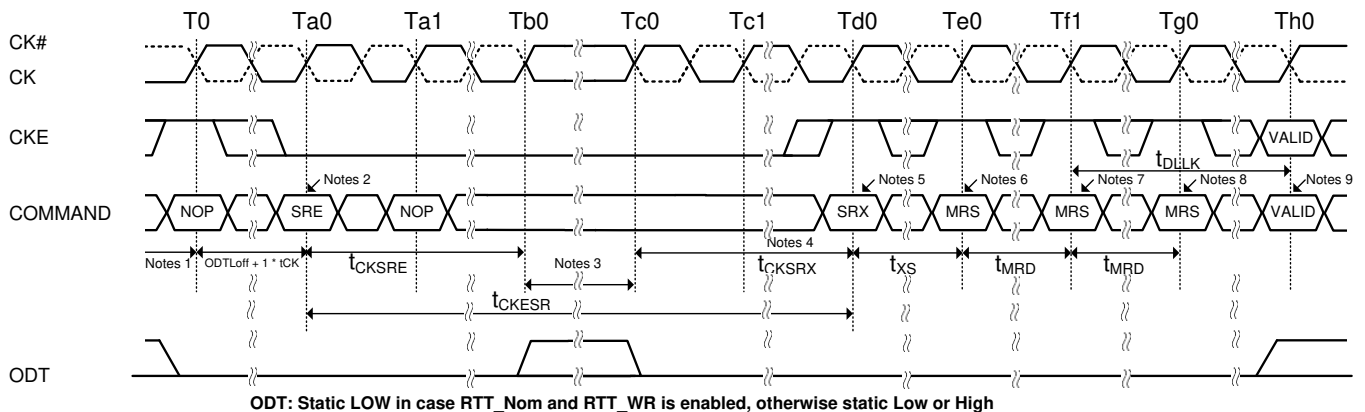 T0 Ta0 Ta1 Tb0 Tc0 Tc1 Td0 Te0 Tf1 Tg0 Th0
CK#
CK
CKE
VALID
tDLLK
Notes 2 Notes 5 Notes 6 Notes 7 Notes 8 Notes 9
COMMAND
NOP SRE NOP SRX MRS MRS MRS VALID
Notes 1 ODTLoff + 1 * tCK tCKSRE Notes 3 Notes 4 tCKSRX tXS tMRD tMRD
tCKESR
ODT
ODT: Static LOW in case RTT_Nom and RTT_WR is enabled, otherwise static Low or High